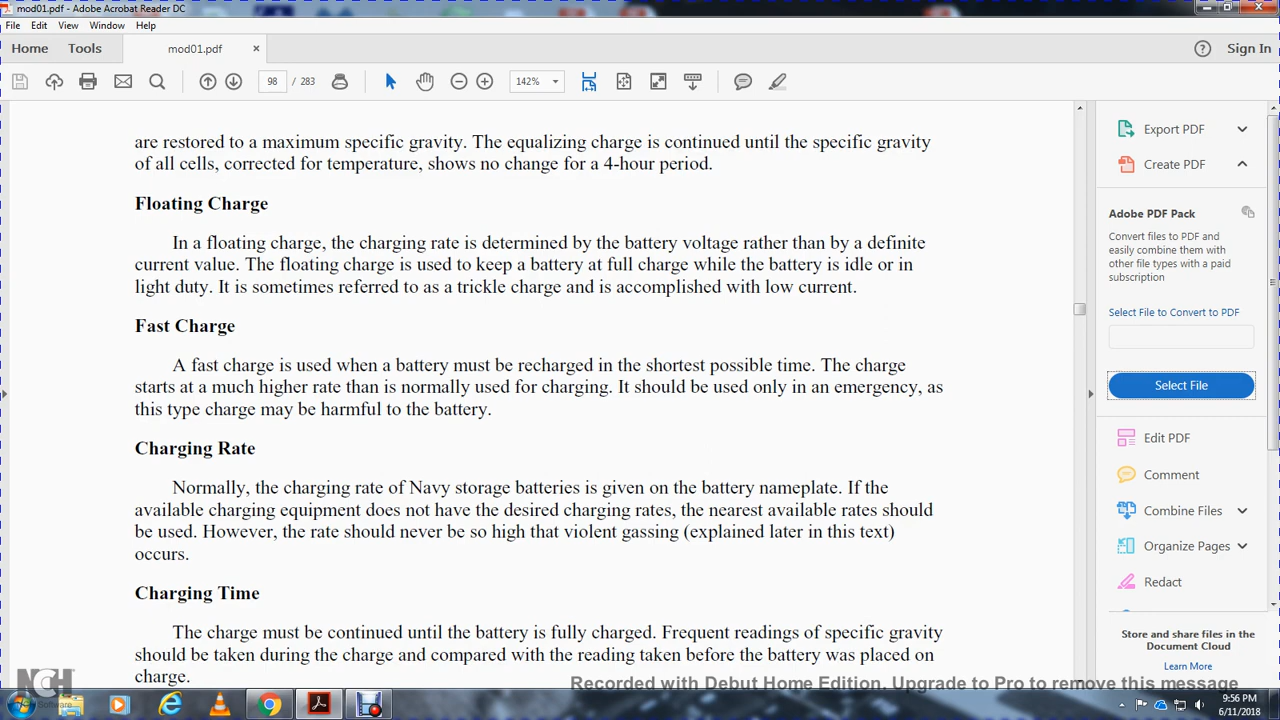 mod01.pdf - Adobe Acrobat Reader DC
File Edit View Window Help
Home Tools mod01.pdf × ? Sign In
98 / 283 142%
are restored to a maximum specific gravity. The equalizing charge is continued until the specific gravity
of all cells, corrected for temperature, shows no change for a 4-hour period.
Floating Charge
In a floating charge, the charging rate is determined by the battery voltage rather than by a definite
current value. The floating charge is used to keep a battery at full charge while the battery is idle or in
light duty. It is sometimes referred to as a trickle charge and is accomplished with low current.
Fast Charge
A fast charge is used when a battery must be recharged in the shortest possible time. The charge
starts at a much higher rate than is normally used for charging. It should be used only in an emergency, as
this type charge may be harmful to the battery.
Charging Rate
Normally, the charging rate of Navy storage batteries is given on the battery nameplate. If the
available charging equipment does not have the desired charging rates, the nearest available rates should
be used. However, the rate should never be so high that violent gassing (explained later in this text)
occurs.
Charging Time
The charge must be continued until the battery is fully charged. Frequent readings of specific gravity
should be taken during the charge and compared with the reading taken before the battery was placed on
charge.
Export PDF
Create PDF
Adobe PDF Pack
Convert files to PDF and
easily combine them with
other file types with a paid
subscription
Select File to Convert to PDF
Select File
Edit PDF
Comment
Combine Files
Organize Pages
Redact
Store and share files in the
Document Cloud
Learn More
NCH
Software
Recorded with Debut Home Edition. Upgrade to Pro to remove this message
9:56 PM
6/11/2018